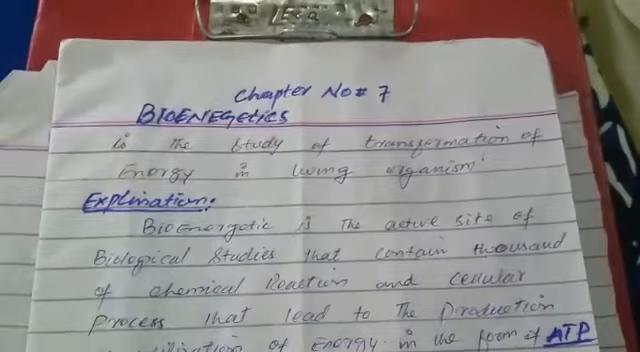 Chapter No# 7
BIOENEGETICS
is the study of transformation of
Energy in living organism'
Explination:
Bioenergetic is The active site of
Biological Studies that contain thousand
of chemical Reaction and cellular
Process that lead to The production
of Energy in the form of ATP